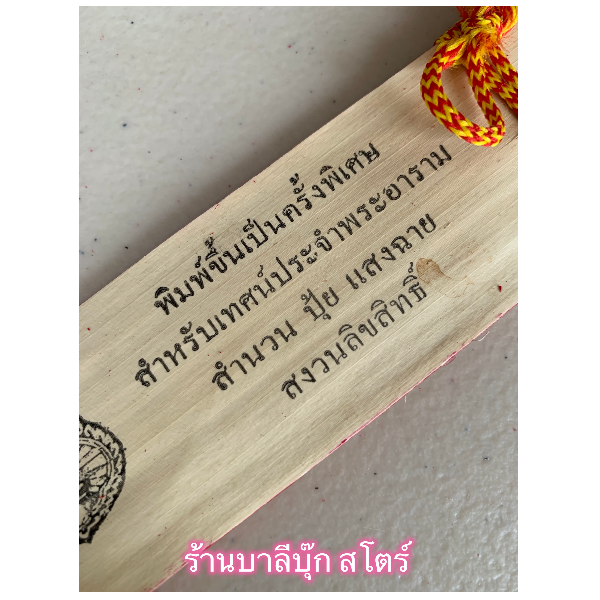 พิมพ์ขึ้นเป็นครั้งพิเศษ
สำหรับเทศน์ประจำพระอาราม
สำนวน ปุ้ย แสงฉาย
สงวนลิขสิทธิ์
ร้านบาลีบุ๊ก สโตร์